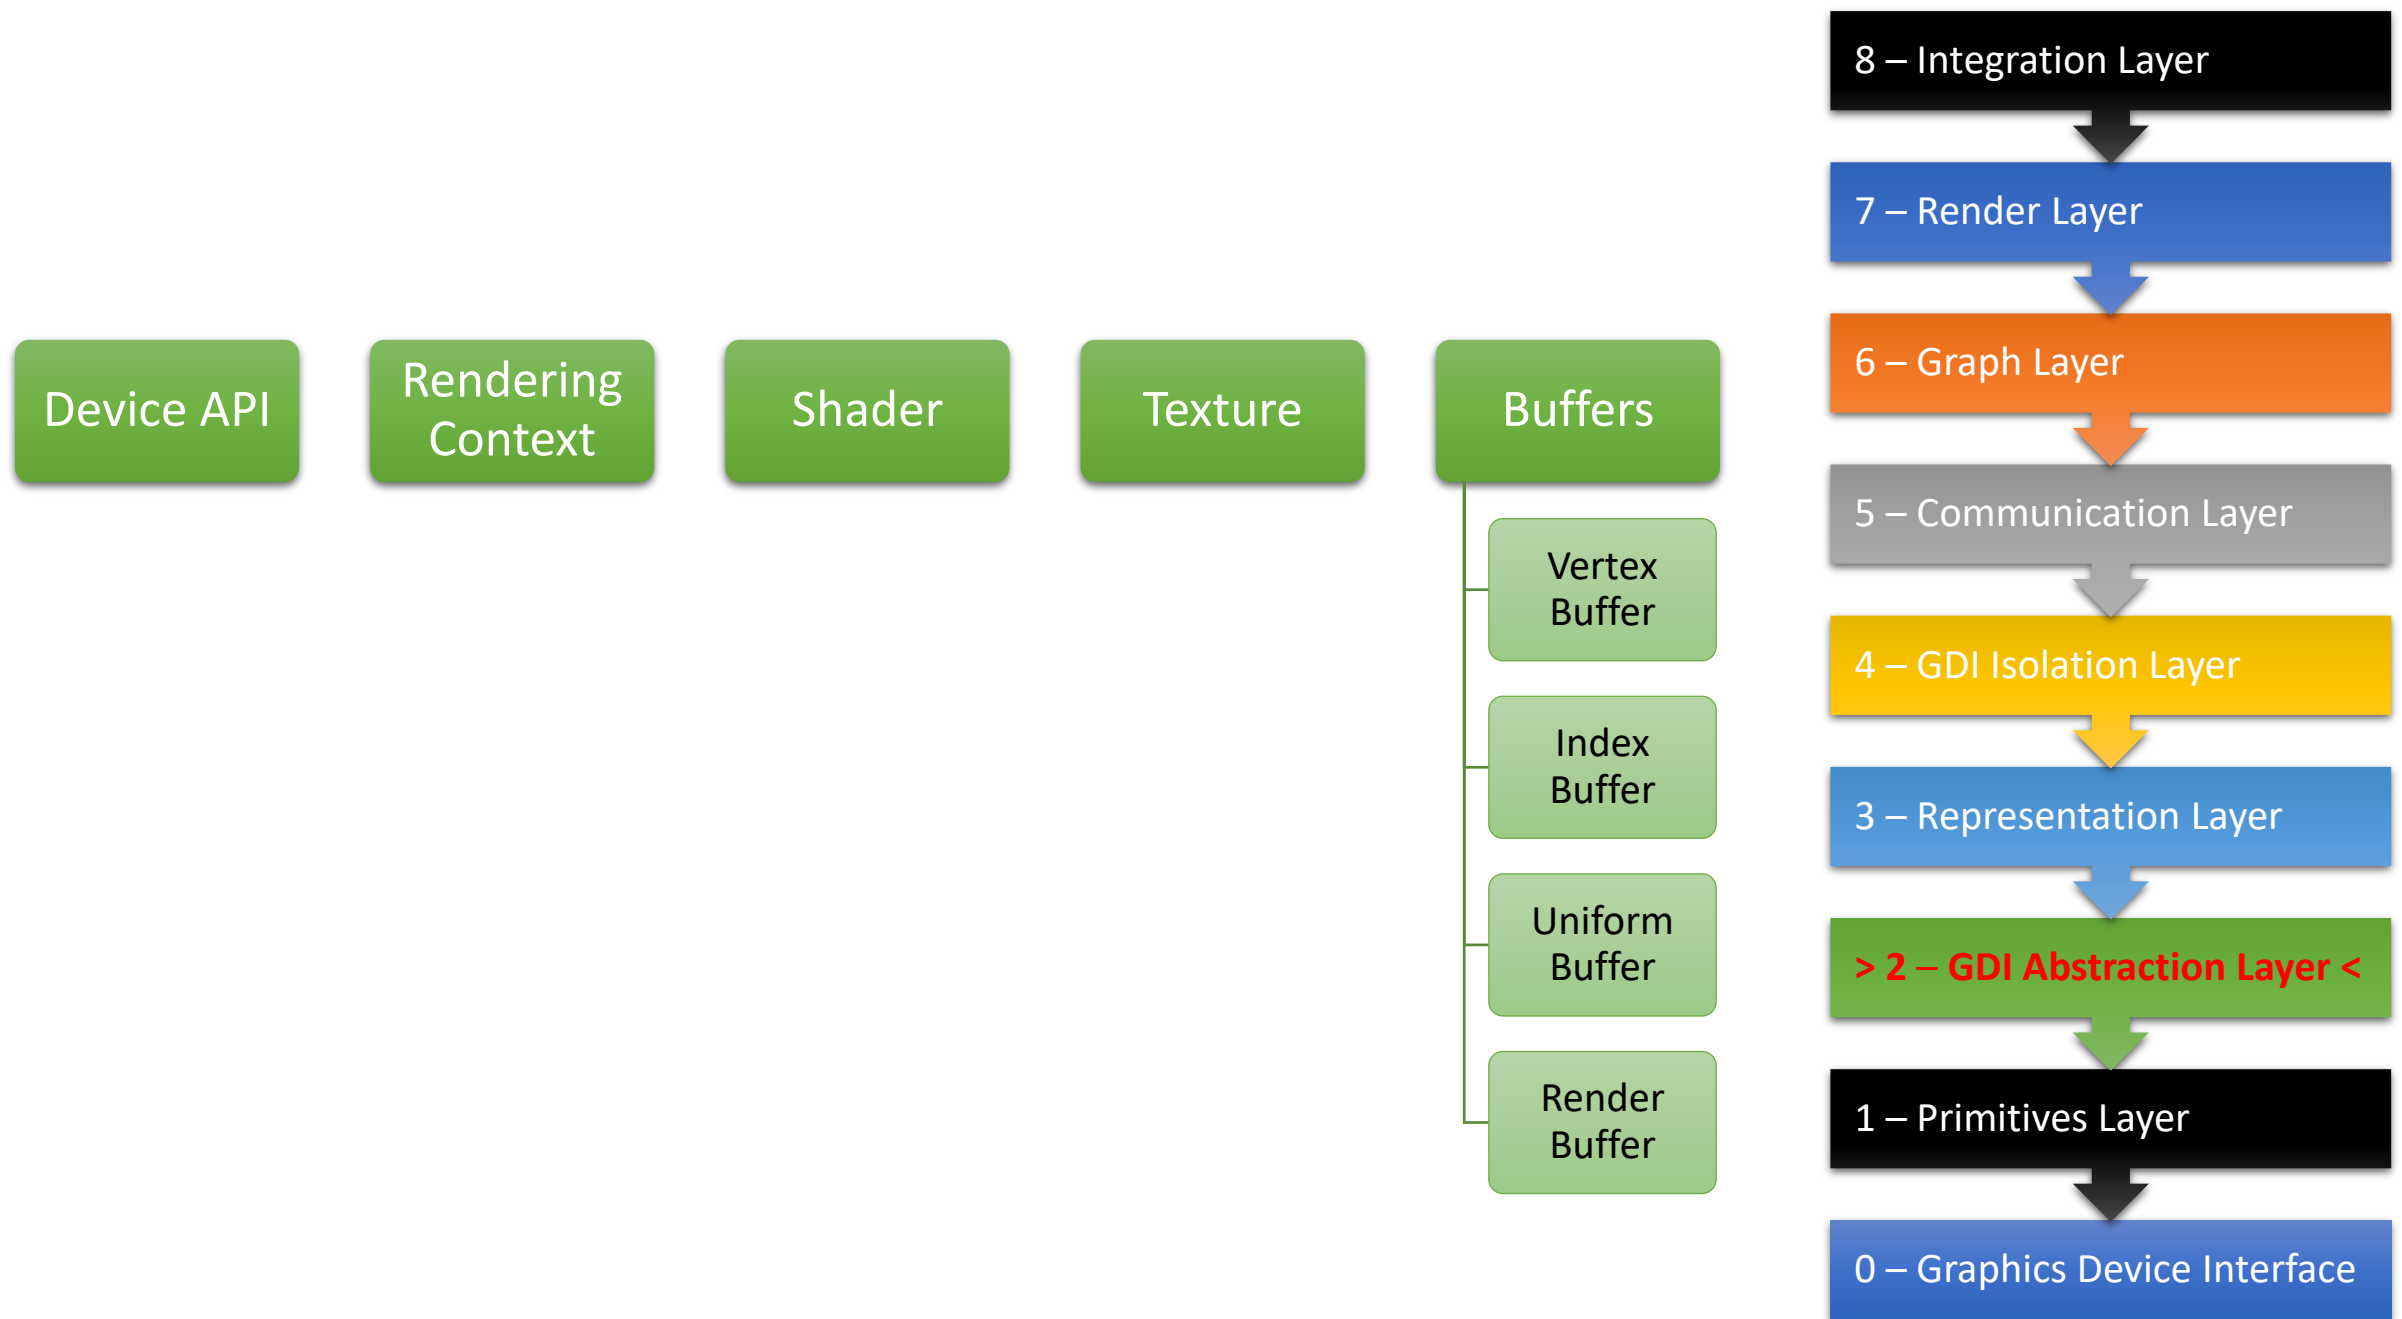 Device API
Rendering
Context
Shader
Texture
Buffers
Vertex
Buffer
Index
Buffer
Uniform
Buffer
Render
Buffer
8 – Integration Layer
7 – Render Layer
6 – Graph Layer
5 – Communication Layer
4 – GDI Isolation Layer
3 – Representation Layer
> 2 – GDI Abstraction Layer <
1 – Primitives Layer
0 – Graphics Device Interface